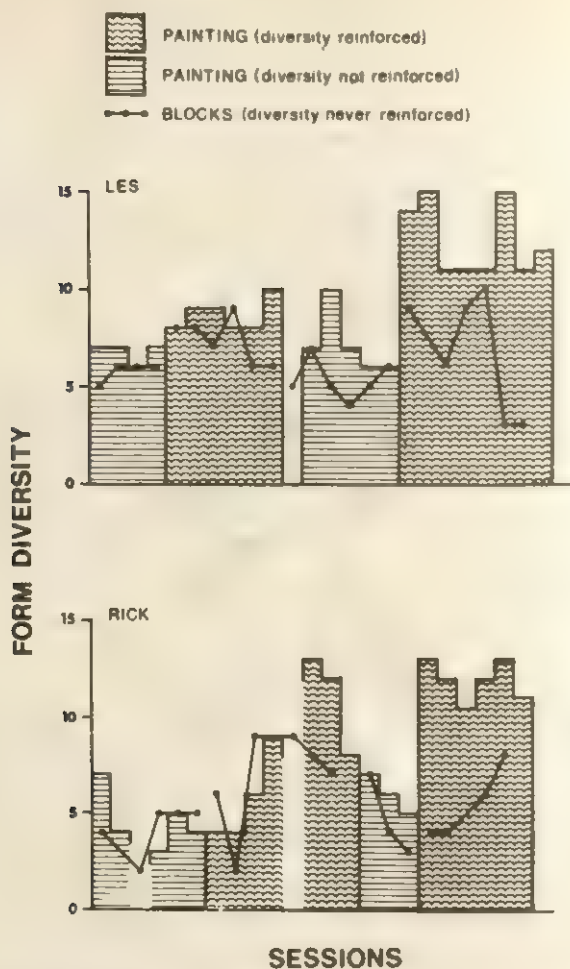 PAINTING (diversity reinforced)
PAINTING (diversity not reinforced)
BLOCKS (diversity never reinforced)
15
LES
10
5
0
FORM DIVERSITY
15
RICK
10
5
0
SESSIONS